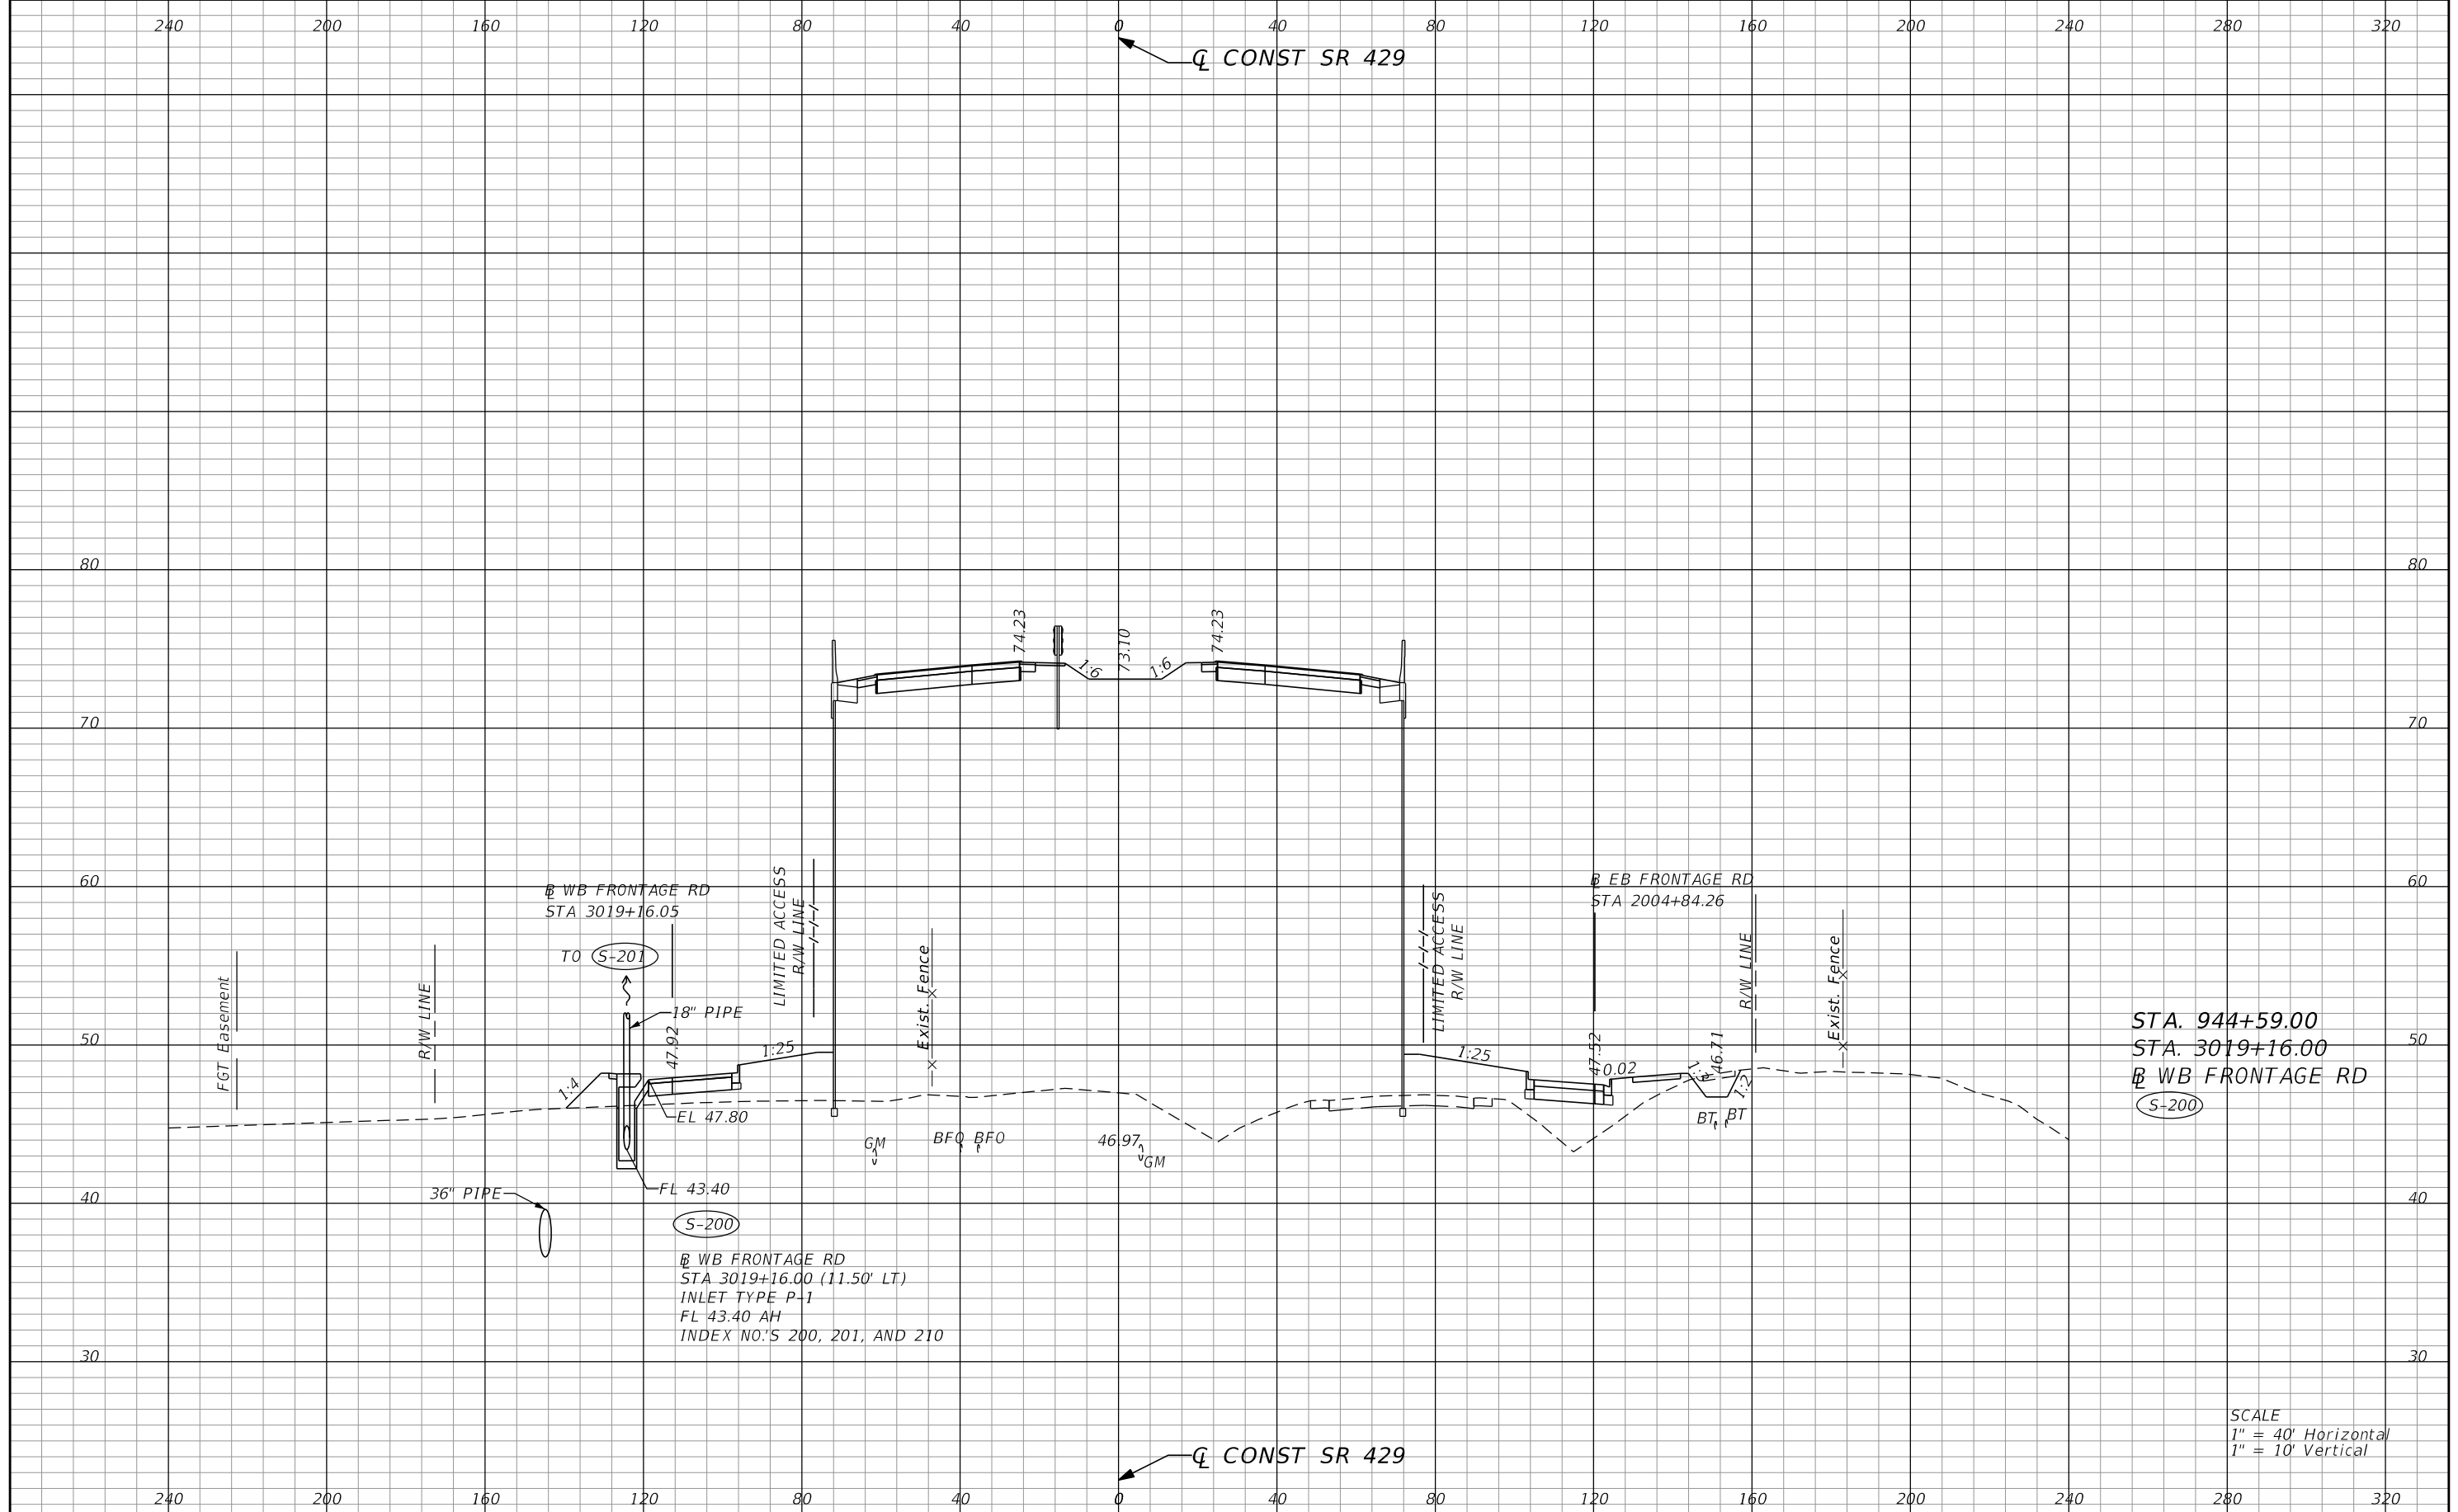 240 200 160 120 80 40 0 40 80 120 160 200 240 280 320
℄ CONST SR 429
80 80
74.23
73.10
74.23
1:6
1:6
70 70
60 60
B̲L WB FRONTAGE RD
STA 3019+16.05
TO S-201
18" PIPE
47.92
1:25
LIMITED ACCESS
R/W LINE
Exist. Fence
FGT Easement
R/W LINE
1:4
EL 47.80
LIMITED ACCESS
R/W LINE
1:25
BL EB FRONTAGE RD
STA 2004+84.26
47.52
0.02
46.71
1:2
R/W LINE
Exist. Fence
50 50
STA. 944+59.00
STA. 3019+16.00
BL WB FRONTAGE RD
S-200
BT BT
GM
BFO BFO
46.97
GM
36" PIPE
FL 43.40
40 40
S-200
BL WB FRONTAGE RD
STA 3019+16.00 (11.50' LT)
INLET TYPE P-1
FL 43.40 AH
INDEX NO.'S 200, 201, AND 210
30 30
SCALE
1" = 40' Horizontal
1" = 10' Vertical
℄ CONST SR 429
240 200 160 120 80 40 0 40 80 120 160 200 240 280 320